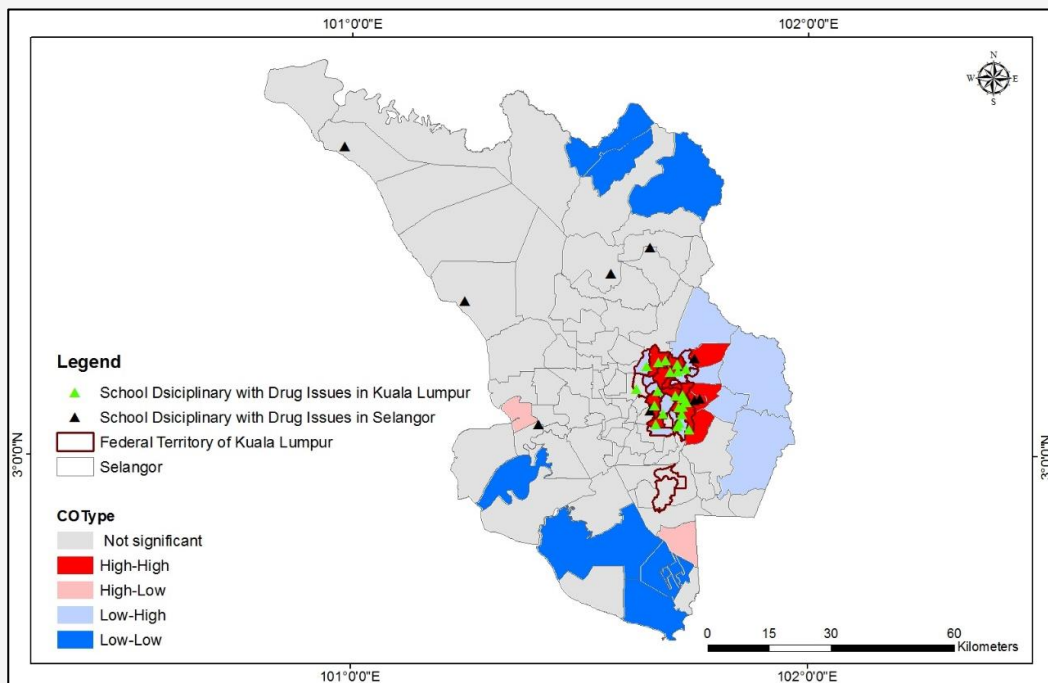 101°0'0"E
102°0'0"E
N
W
E
S
Legend
School Dsiciplinary with Drug Issues in Kuala Lumpur
School Dsiciplinary with Drug Issues in Selangor
Federal Territory of Kuala Lumpur
Selangor
3°0'0"N
3°0'0"N
COType
Not significant
High-High
High-Low
Low-High
Low-Low
0 15 30 60
Kilometers
101°0'0"E
102°0'0"E